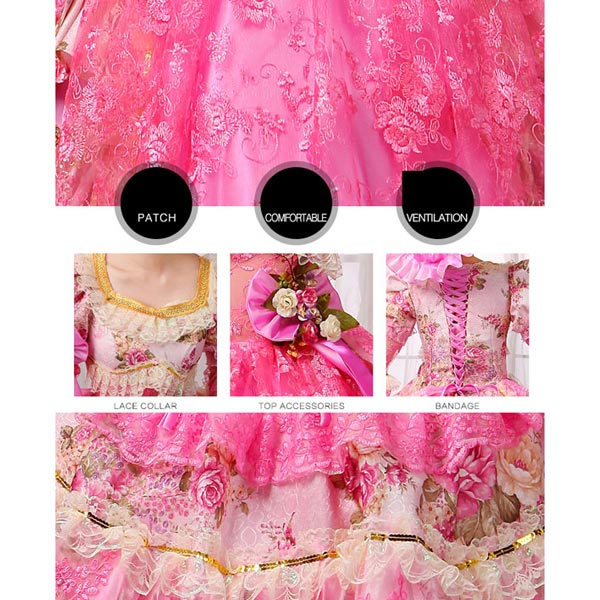 PATCH
COMFORTABLE
VENTILATION
LACE COLLAR
TOP ACCESSORIES
BANDAGE